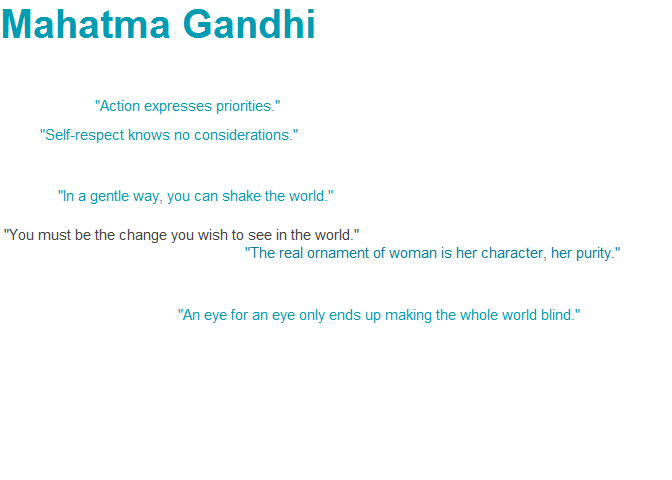 Mahatma Gandhi
"Action expresses priorities."
"Self-respect knows no considerations."
"In a gentle way, you can shake the world."
"You must be the change you wish to see in the world."
"The real ornament of woman is her character, her purity."
"An eye for an eye only ends up making the whole world blind."